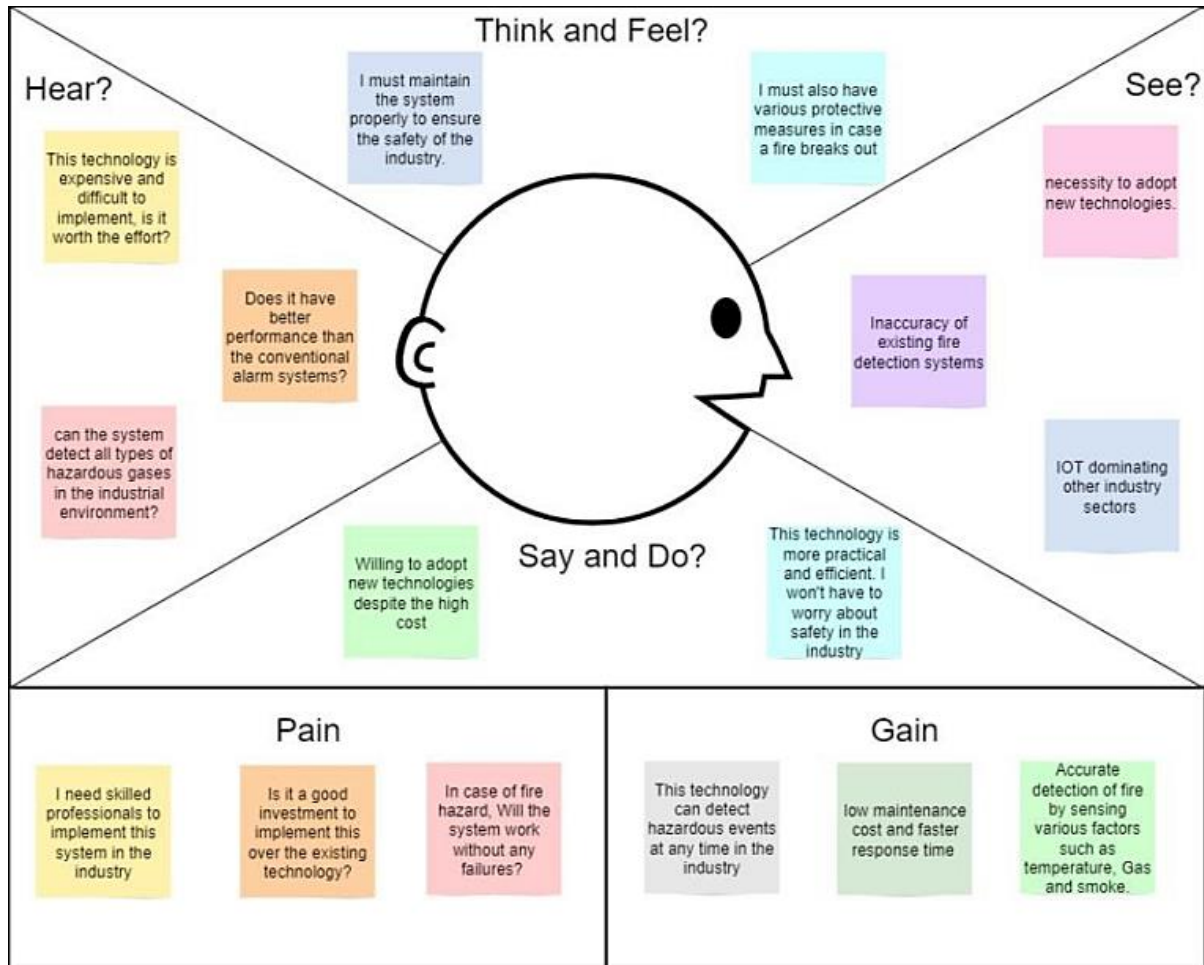 Think and Feel?
Hear?
See?
I must maintain
the system
properly to ensure
the safety of the
industry.
I must also have
various protective
measures in case
a fire breaks out
This technology is
expensive and
difficult to
implement, is it
worth the effort?
Does it have
better
performance than
the conventional
alarm systems?
can the system
detect all types of
hazardous gases
in the industrial
environment?
necessity to adopt
new technologies.
Inaccuracy of
existing fire
detection systems
IOT dominating
other industry
sectors
Say and Do?
Willing to adopt
new technologies
despite the high
cost
This technology is
more practical
and efficient. I
won't have to
worry about
safety in the
industry
Pain
I need skilled
professionals to
implement this
system in the
industry
Is it a good
investment to
implement this
over the existing
technology?
In case of fire
hazard, Will the
system work
without any
failures?
Gain
This technology
can detect
hazardous events
at any time in the
industry
low maintenance
cost and faster
response time
Accurate
detection of fire
by sensing
various factors
such as
temperature, Gas
and smoke.